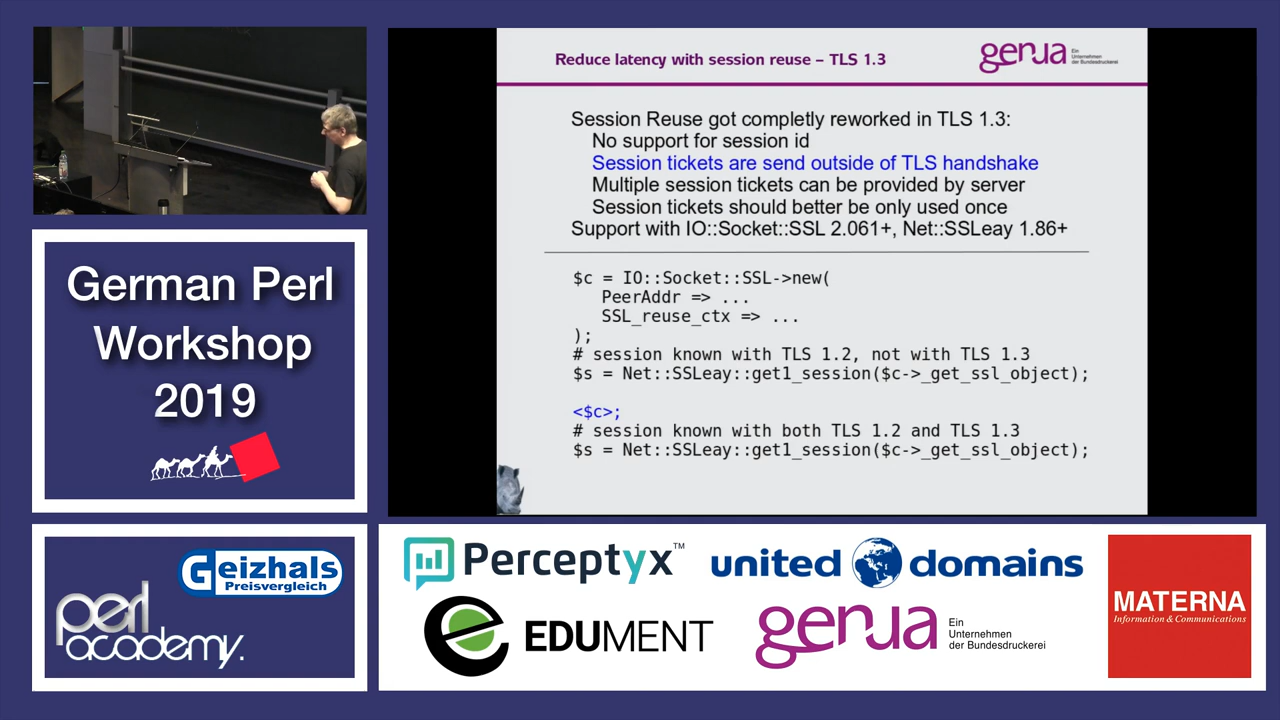 Reduce latency with session reuse – TLS 1.3
genua
Ein
Unternehmen
der Bundesdruckerei
Session Reuse got completly reworked in TLS 1.3:
No support for session id
Session tickets are send outside of TLS handshake
Multiple session tickets can be provided by server
Session tickets should better be only used once
Support with IO::Socket::SSL 2.061+, Net::SSLeay 1.86+
$c = IO::Socket::SSL->new(
PeerAddr => ...
SSL_reuse_ctx => ...
);
# session known with TLS 1.2, not with TLS 1.3
$s = Net::SSLeay::get1_session($c->_get_ssl_object);
<$c>;
# session known with both TLS 1.2 and TLS 1.3
$s = Net::SSLeay::get1_session($c->_get_ssl_object);
German Perl
Workshop
2019
Geizhals
Preisvergleich
perl
academy.
Perceptyx™
united domains
EDUMENT
genua
Ein
Unternehmen
der Bundesdruckerei
MATERNA
Information & Communications